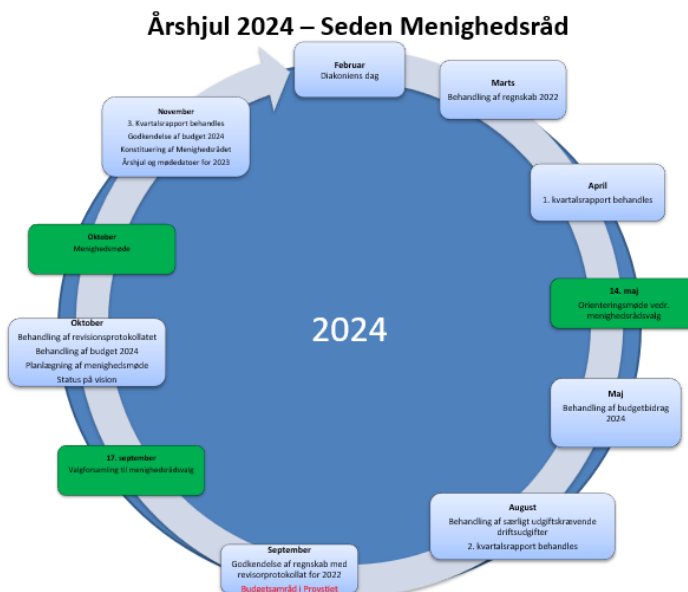 Årshjul 2024 – Seden Menighedsråd
Februar
Diakoniens dag
Marts
Behandling af regnskab 2022
April
1. kvartalsrapport behandles
14. maj
Orienteringsmøde vedr.
menighedsrådsvalg
Maj
Behandling af budgetbidrag
2024
August
Behandling af særligt udgiftskrævende
driftsudgifter
2. kvartalsrapport behandles
September
Godkendelse af regnskab med
revisorprotokollat for 2022
Budgetsamråd i Provstiet
17. september
Valgforsamling til menighedsrådsvalg
Oktober
Behandling af revisionsprotokollatet
Behandling af budget 2024
Planlægning af menighedsmøde
Status på vision
Oktober
Menighedsmøde
November
3. Kvartalsrapport behandles
Godkendelse af budget 2024
Konstituering af Menighedsrådet
Årshjul og mødedatoer for 2023
2024